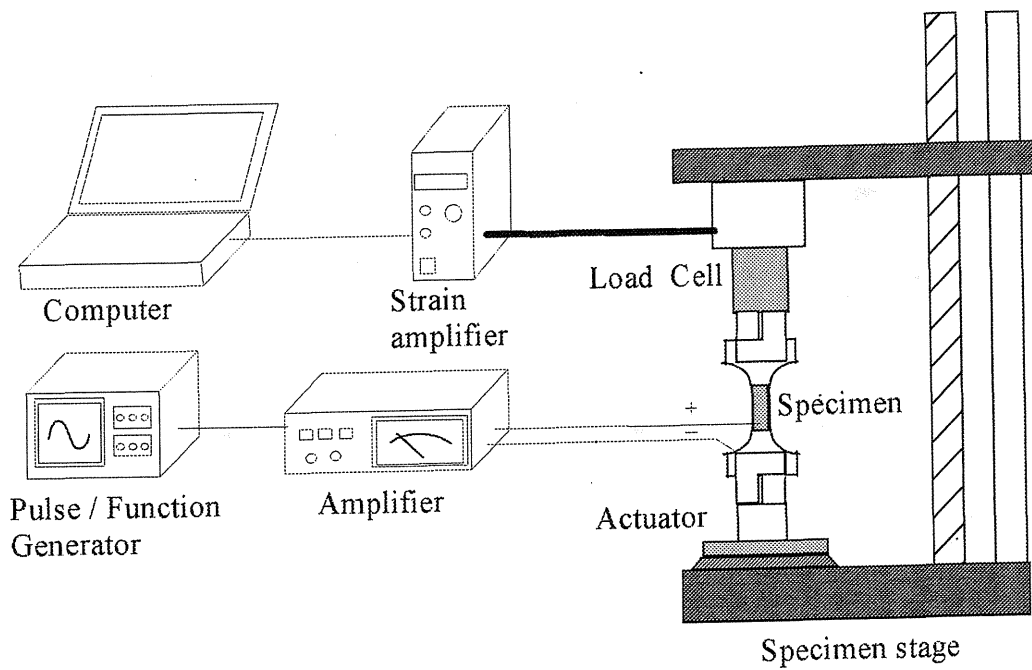 Load Cell
Computer
Strain
amplifier
+
−
Specimen
Pulse / Function
Generator
Amplifier
Actuator
Specimen stage